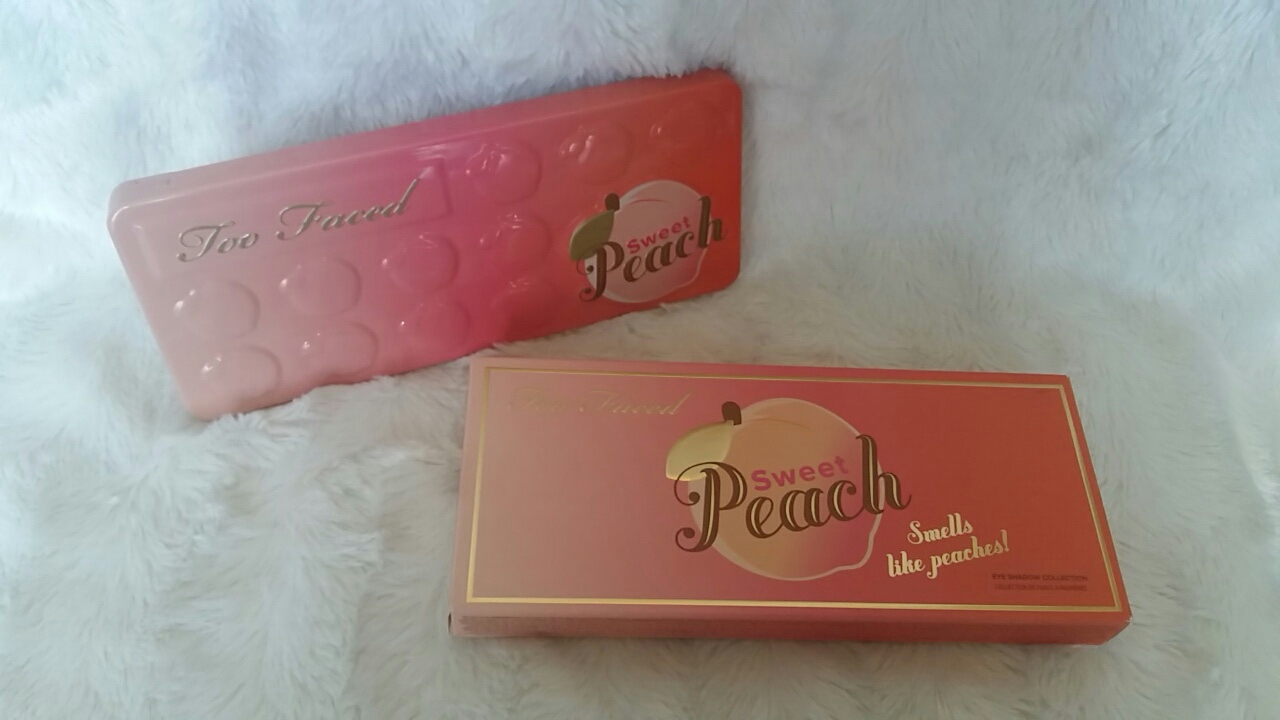 Too Faced
Sweet
Peach
Too Faced
Sweet
Peach
Smells
like peaches!
EYE SHADOW COLLECTION